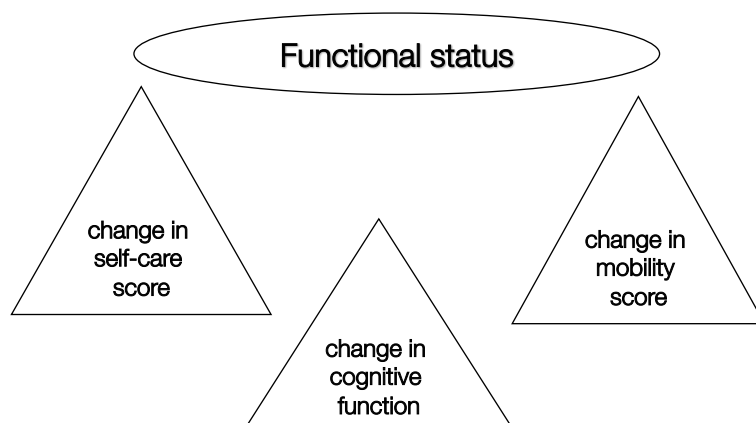 Functional status
change in
self-care
score
change in
cognitive
function
change in
mobility
score